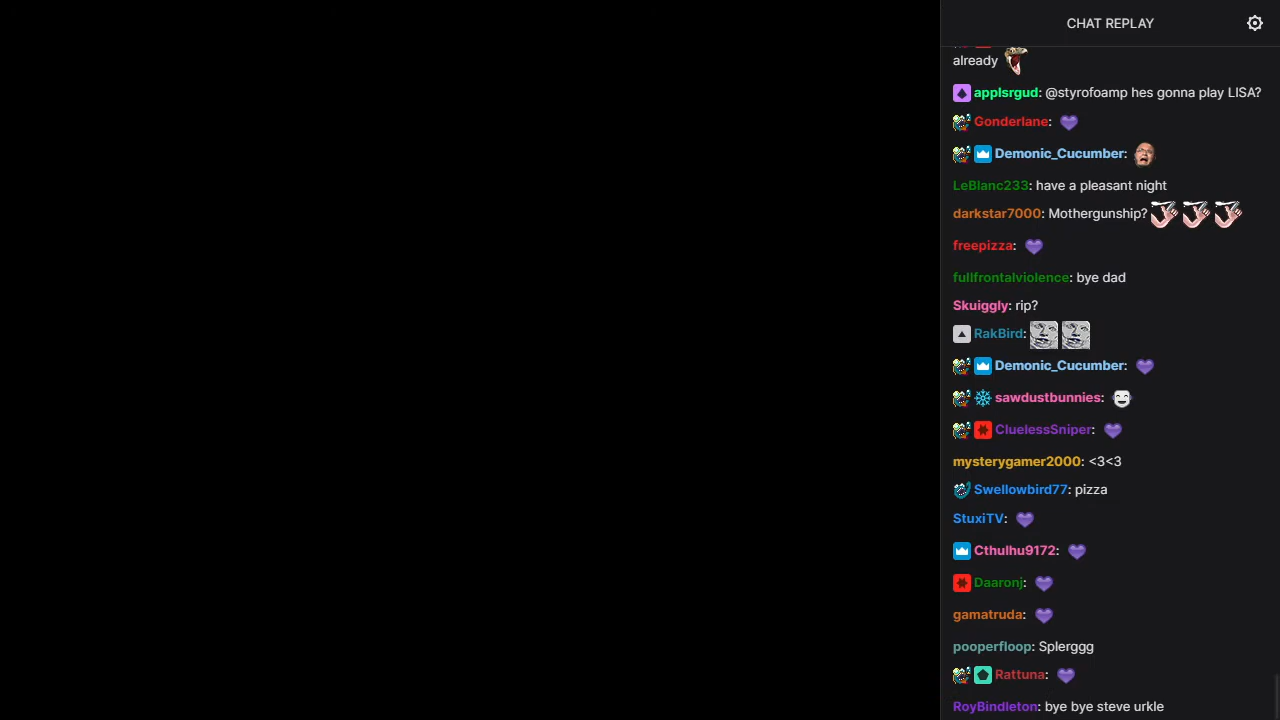 CHAT REPLAY
already
applsrgud: @styrofoamp hes gonna play LISA?
Gonderlane:
Demonic_Cucumber:
LeBlanc233: have a pleasant night
darkstar7000: Mothergunship?
freepizza:
fullfrontalviolence: bye dad
Skuiggly: rip?
RakBird:
Demonic_Cucumber:
sawdustbunnies:
CluelessSniper:
mysterygamer2000: <3<3
Swellowbird77: pizza
StuxiTV:
Cthulhu9172:
Daaronj:
gamatruda:
pooperfloop: Splerggg
Rattuna:
RoyBindleton: bye bye steve urkle